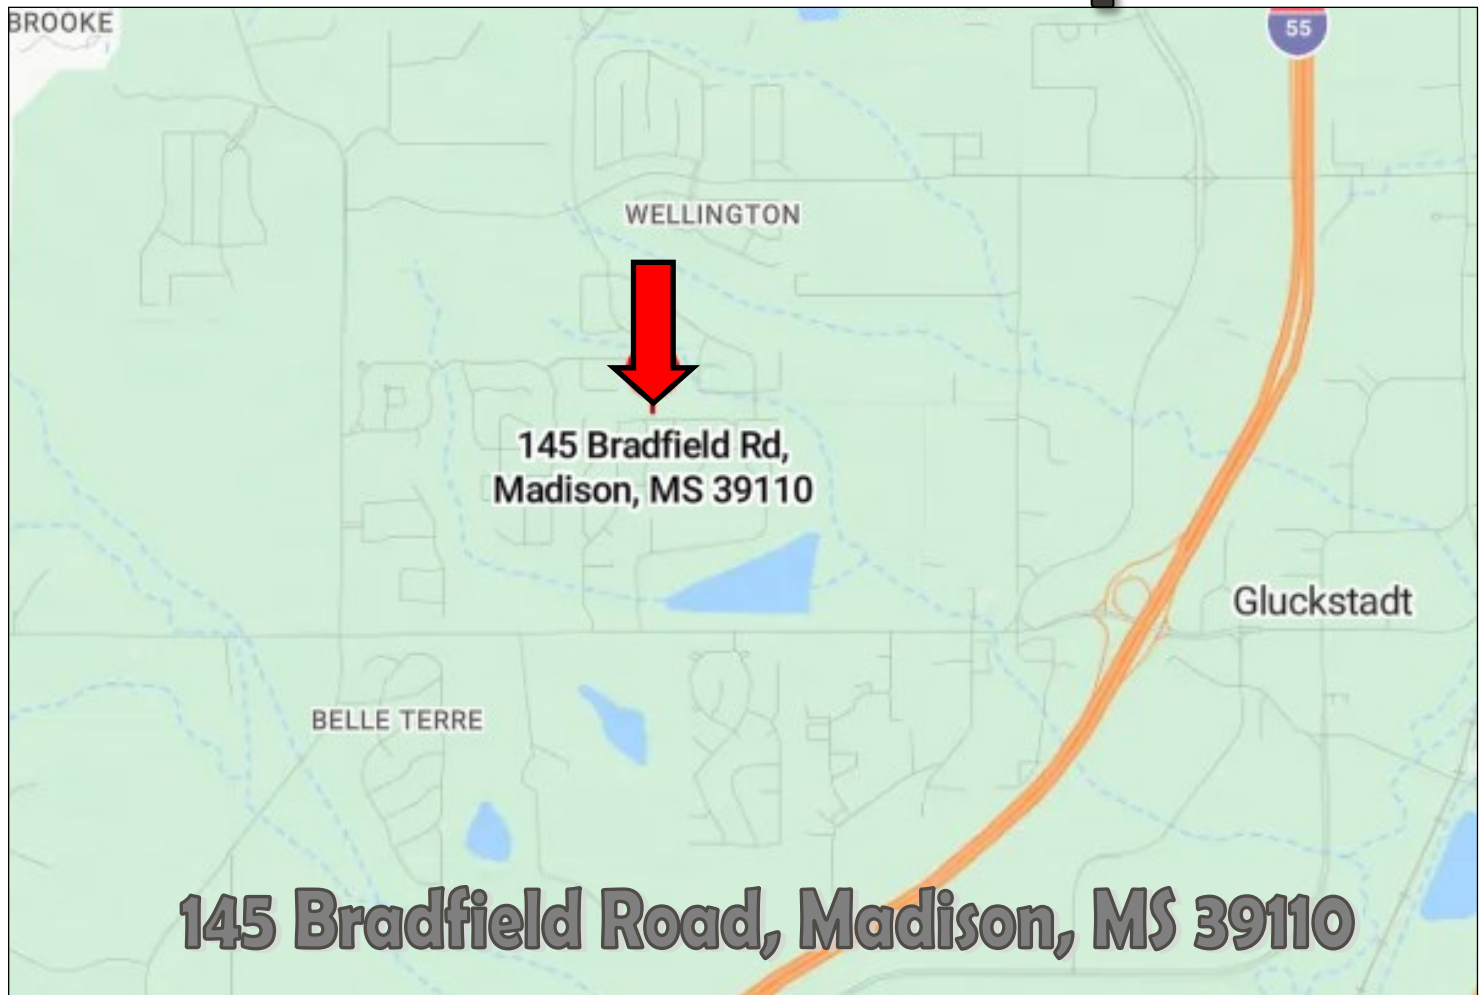 BROOKE
55
WELLINGTON
145 Bradfield Rd,
Madison, MS 39110
Gluckstadt
BELLE TERRE
145 Bradfield Road, Madison, MS 39110